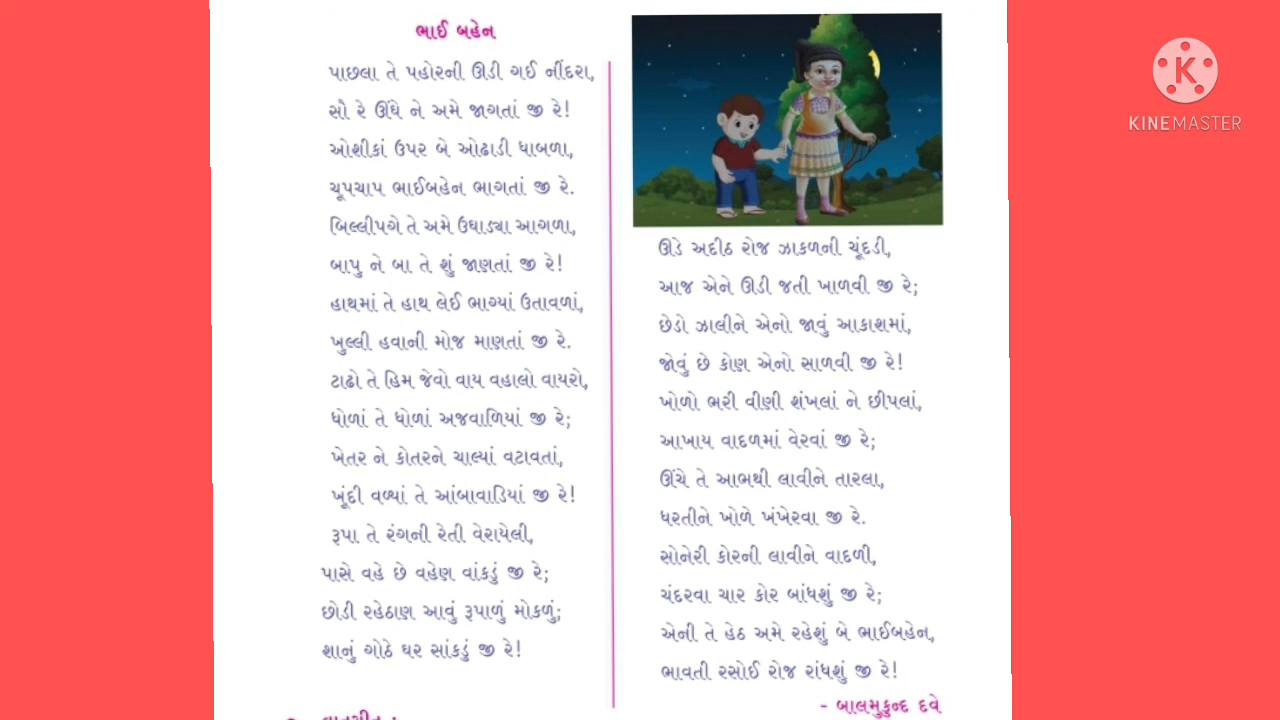 ભાઈ બહેન
પાછલા તે પહોરની ઊડી ગઈ નીંદરા,
સૌ રે ઊંઘે ને અમે જાગતાં જી રે!
ઓશીકાં ઉપર બે ઓઢાડી ધાબળા,
ચૂપચાપ ભાઈબહેન ભાગતાં જી રે.
બિલ્લીપગે તે અમે ઉઘાડ્યા આગળા,
બાપુ ને બા તે શું જાણતાં જી રે!
હાથમાં તે હાથ લેઈ ભાગ્યાં ઉતાવળાં,
ખુલ્લી હવાની મોજ માણતાં જી રે.
ટાઢો તે હિમ જેવો વાય વહાલો વાયરો,
ધોળાં તે ધોળાં અજવાળિયાં જી રે;
ખેતર ને કોતરને ચાલ્યાં વટાવતાં,
ખૂંદી વળ્યાં તે આંબાવાડિયાં જી રે!
રૂપા તે રંગની રેતી વેરાયેલી,
પાસે વહે છે વહેણ વાંકડું જી રે;
છોડી રહેઠાણ આવું રૂપાળું મોકળું;
શાનું ગોઠે ઘર સાંકડું જી રે!
ઊડે અદીઠ રોજ ઝાકળની ચૂંદડી,
આજ એને ઊડી જતી ખાળવી જી રે;
છેડો ઝાલીને એનો જાવું આકાશમાં,
જોવું છે કોણ એનો સાળવી જી રે!
ખોળો ભરી વીણી શંખલાં ને છીપલાં,
આખાય વાદળમાં વેરવાં જી રે;
ઊંચે તે આભથી લાવીને તારલા,
ધરતીને ખોળે ખંખેરવા જી રે.
સોનેરી કોરની લાવીને વાદળી,
ચંદરવા ચાર કોર બાંધશું જી રે;
એની તે હેઠ અમે રહેશું બે ભાઈબહેન,
ભાવતી રસોઈ રોજ રાંધશું જી રે!
- બાલમુકુન્દ દવે
K
KINEMASTER